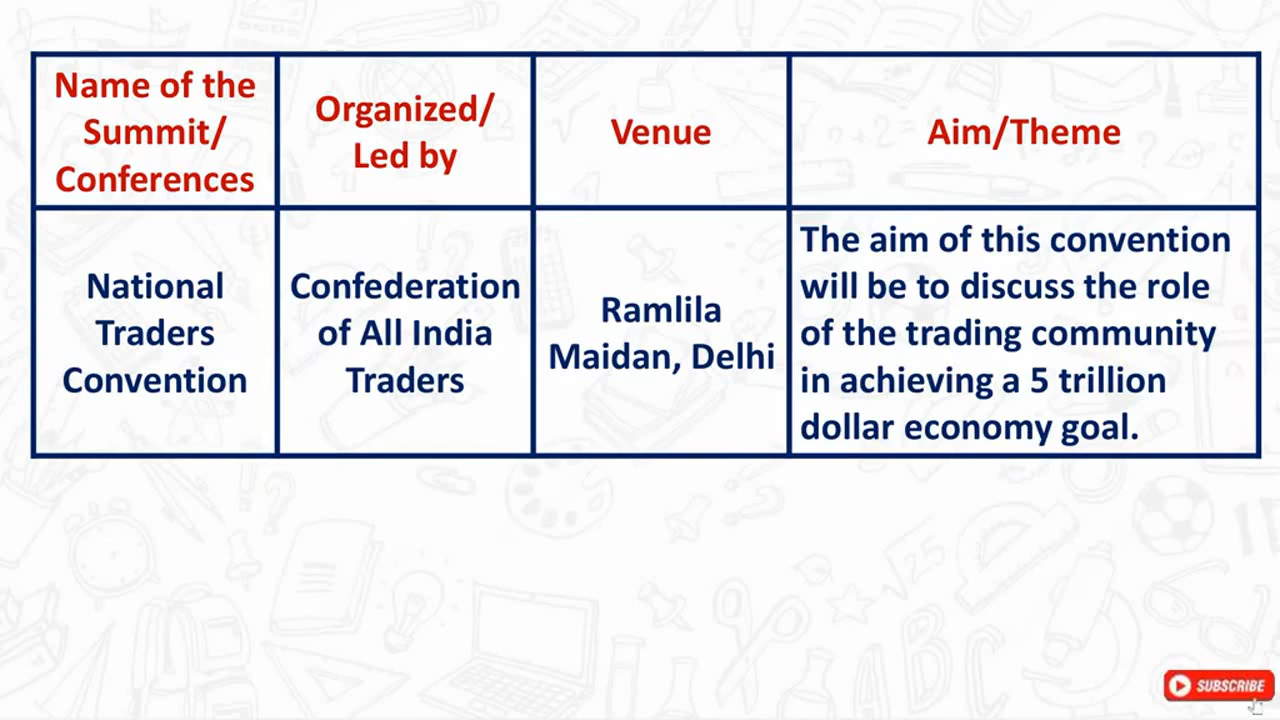 Name of the
Summit/
Conferences
Organized/
Led by
Venue
Aim/Theme
National
Traders
Convention
Confederation
of All India
Traders
Ramlila
Maidan, Delhi
The aim of this convention
will be to discuss the role
of the trading community
in achieving a 5 trillion
dollar economy goal.
SUBSCRIBE